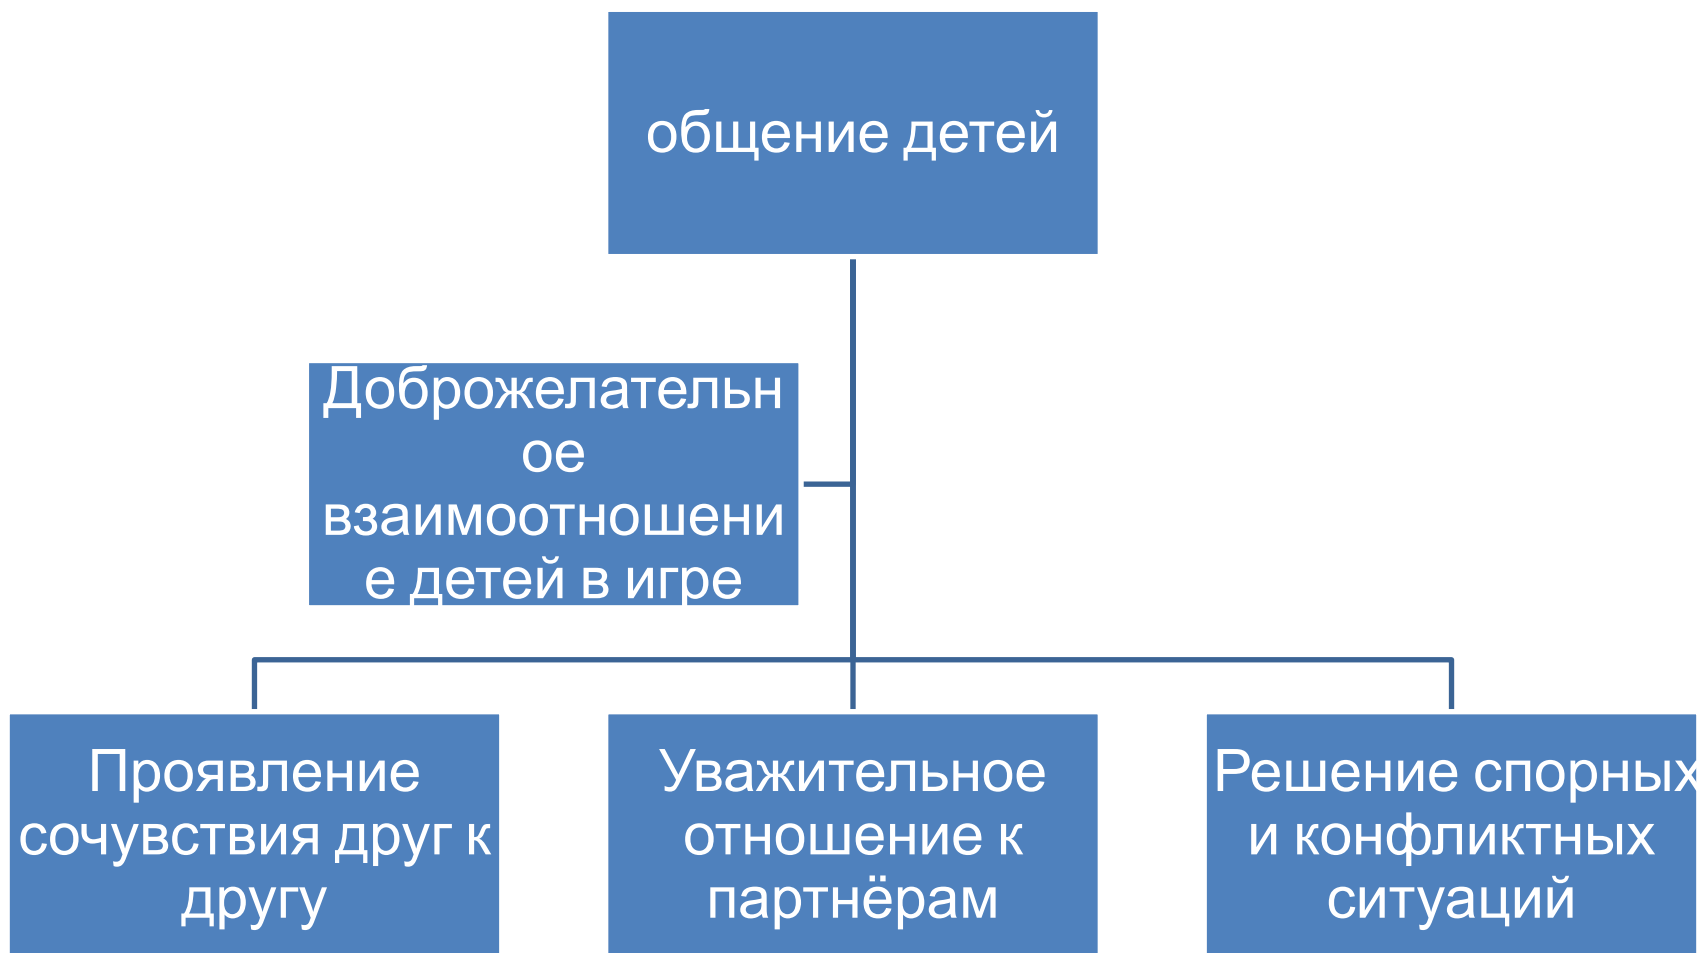 общение детей
Доброжелательн
ое
взаимоотношени
е детей в игре
Проявление
сочувствия друг к
другу
Уважительное
отношение к
партнёрам
Решение спорных
и конфликтных
ситуаций